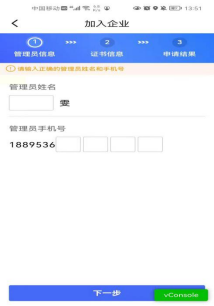 中国移动 13:51
加入企业
1 2 3
管理员信息 证书信息 申请结果
请输入正确的管理员姓名和手机号
管理员姓名
雯
管理员手机号
1889536
下一步
vConsole